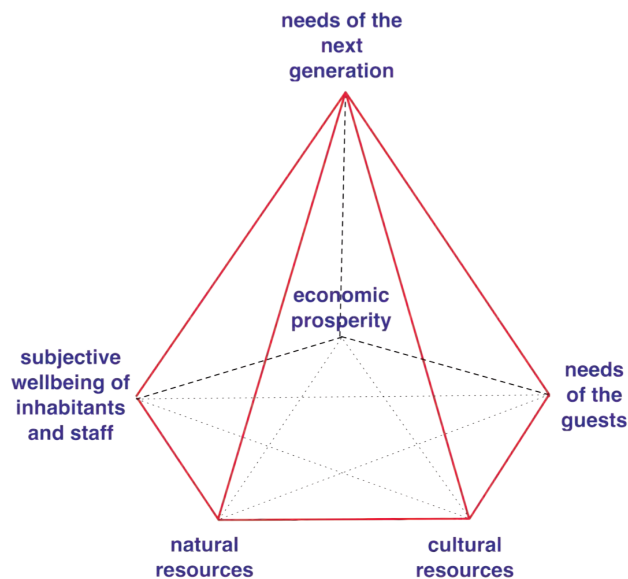 needs of the
next
generation
economic
prosperity
subjective
wellbeing of
inhabitants
and staff
needs
of the
guests
natural
resources
cultural
resources